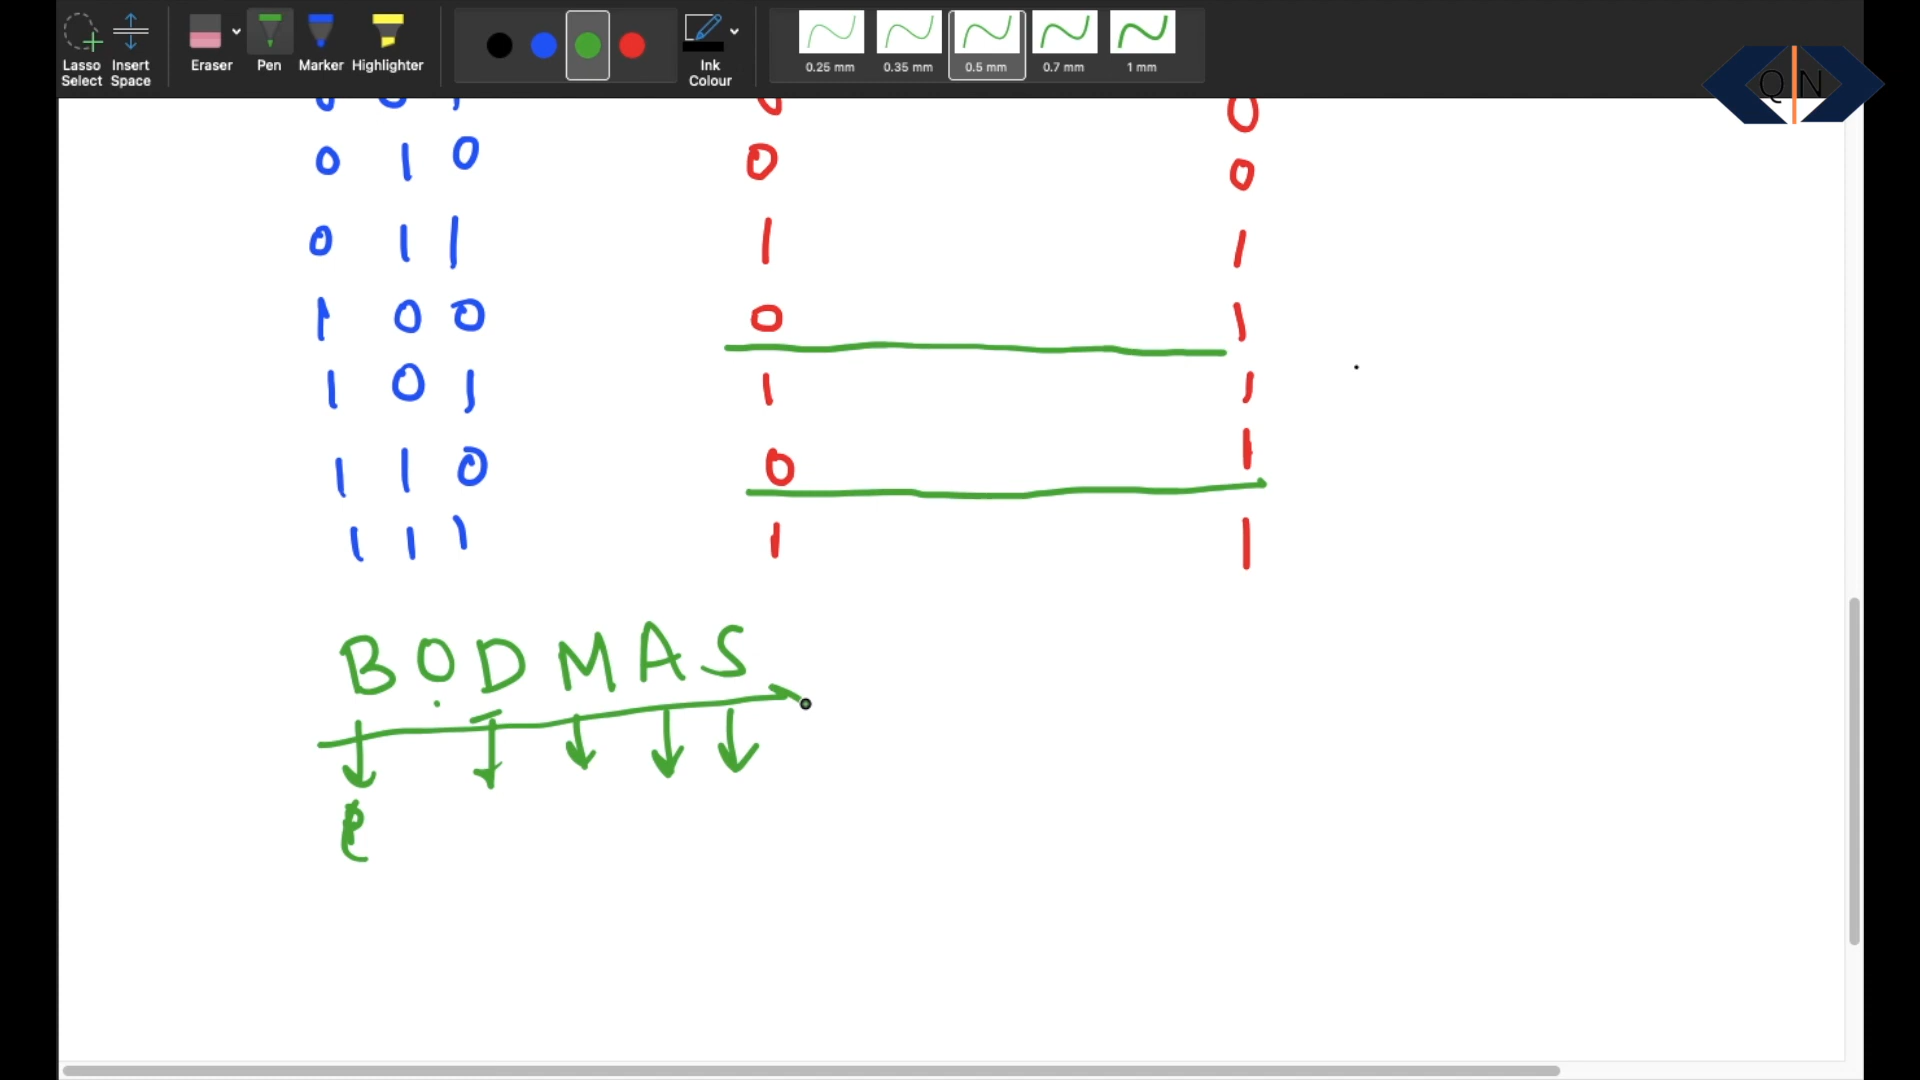 Lasso Select
Insert Space
Eraser
Pen
Marker
Highlighter
Ink Colour
0.25 mm
0.35 mm
0.5 mm
0.7 mm
1 mm
Q N
0 1 0 0 0
0 1 1 1 1
1 0 0 0 1
1 0 1 1 1
1 1 0 0 1
1 1 1 1 1
BODMAS